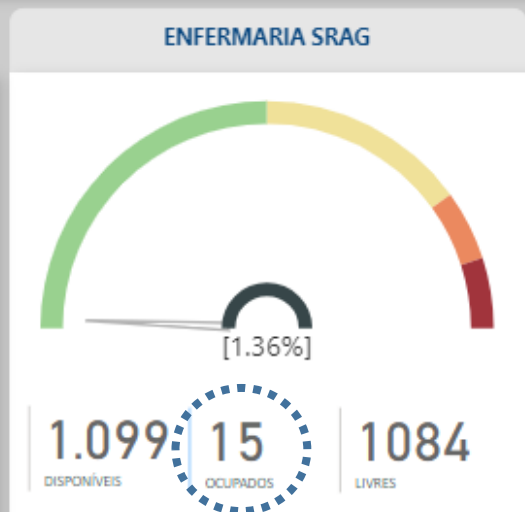 ENFERMARIA SRAG
[1.36%]
1.099 15 1084
DISPONÍVEIS OCUPADOS LIVRES